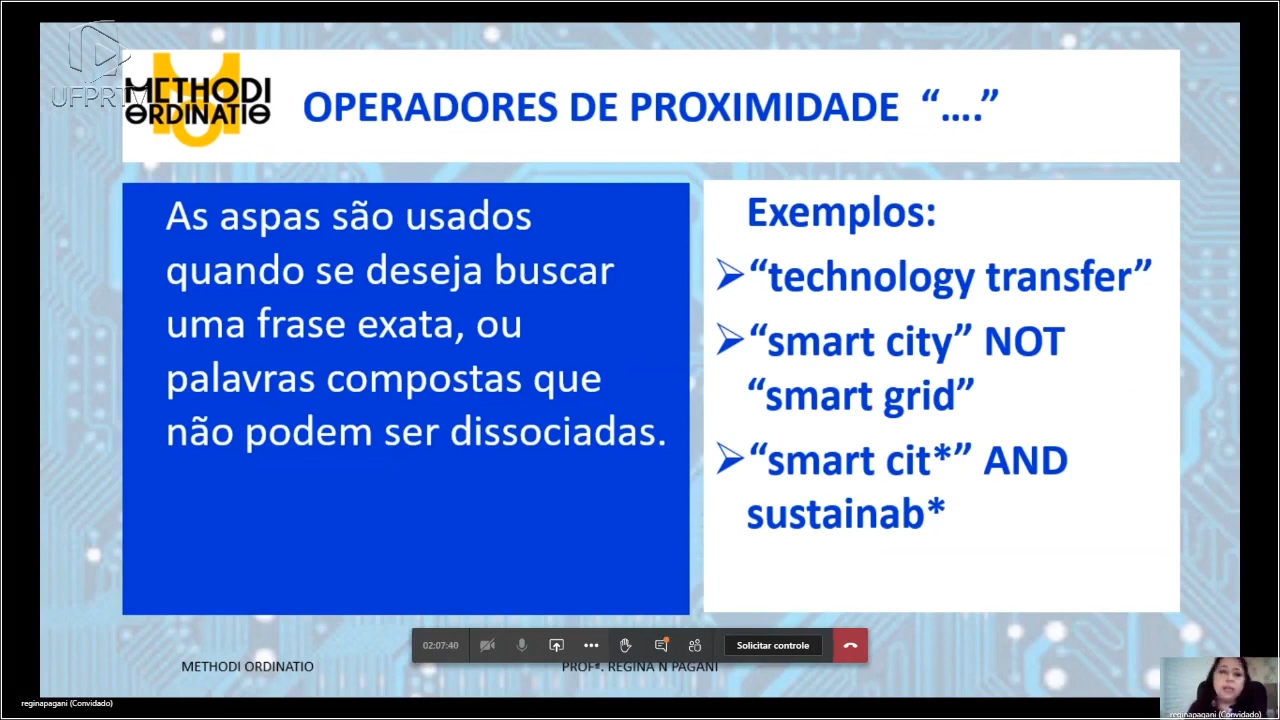 UFPRTV
METHODI
ORDINATIO
OPERADORES DE PROXIMIDADE “....”
As aspas são usados
quando se deseja buscar
uma frase exata, ou
palavras compostas que
não podem ser dissociadas.
Exemplos:
“technology transfer”
“smart city” NOT
“smart grid”
“smart cit*” AND
sustainab*
02:07:40
Solicitar controle
METHODI ORDINATIO
PROFª. REGINA N PAGANI
reginapagani (Convidado)
reginapagani (Convidado)